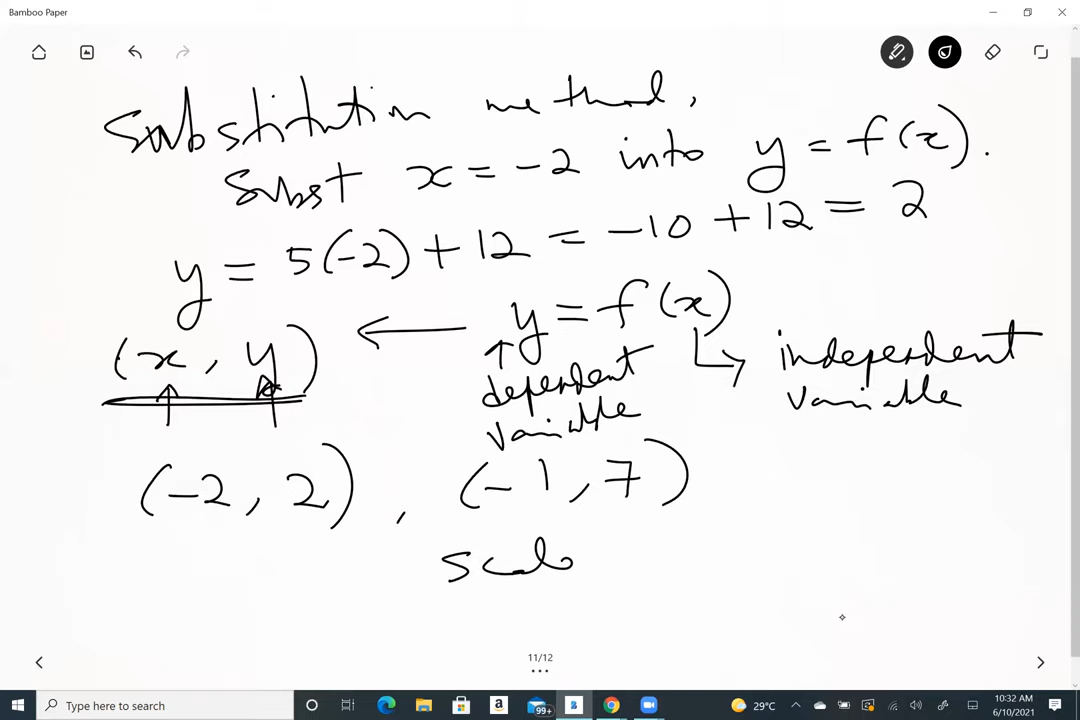 Bamboo Paper
Substitution method,
Subst x = -2 into y = f(x).
y = 5(-2) + 12 = -10 + 12 = 2
(x, y) ← y = f(x)
↑ dependent variable
↳ independent variable
(-2, 2), (-1, 7)
scale
11/12
Type here to search
a
99+
29°C
10:32 AM
6/10/2021